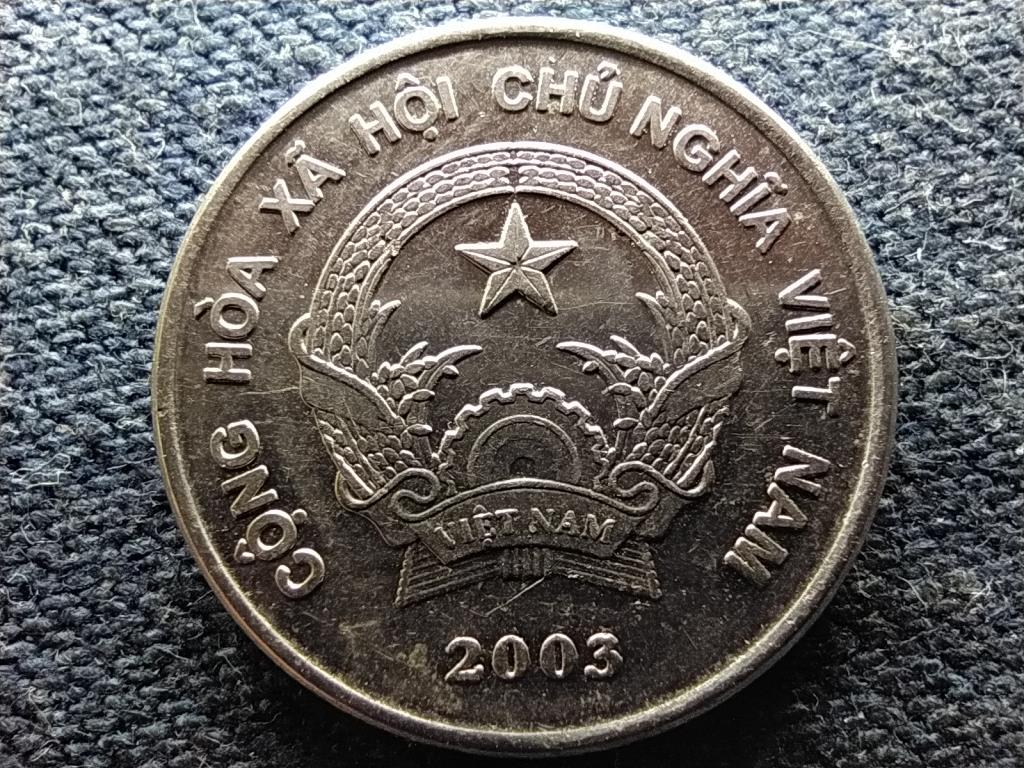 CỘNG HÒA XÃ HỘI CHỦ NGHĨA VIỆT NAM
VIỆT NAM
2003